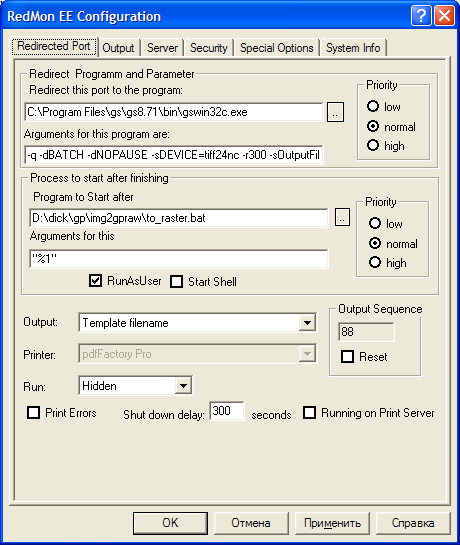 RedMon EE Configuration
Redirected Port Output Server Security Special Options System Info
Redirect Programm and Parameter
Redirect this port to the program:
C:\Program Files\gs\gs8.71\bin\gswin32c.exe ..
Arguments for this program are:
-q -dBATCH -dNOPAUSE -sDEVICE=tiff24nc -r300 -sOutputFil
Priority
low
normal
high
Process to start after finishing
Program to Start after
D:\dick\gp\img2gpraw\to_raster.bat ..
Arguments for this
"%1"
RunAsUser Start Shell
Priority
low
normal
high
Output: Template filename
Printer: pdfFactory Pro
Run: Hidden
Output Sequence
88
Reset
Print Errors Shut down delay: 300 seconds Running on Print Server
OK Отмена Применить Справка